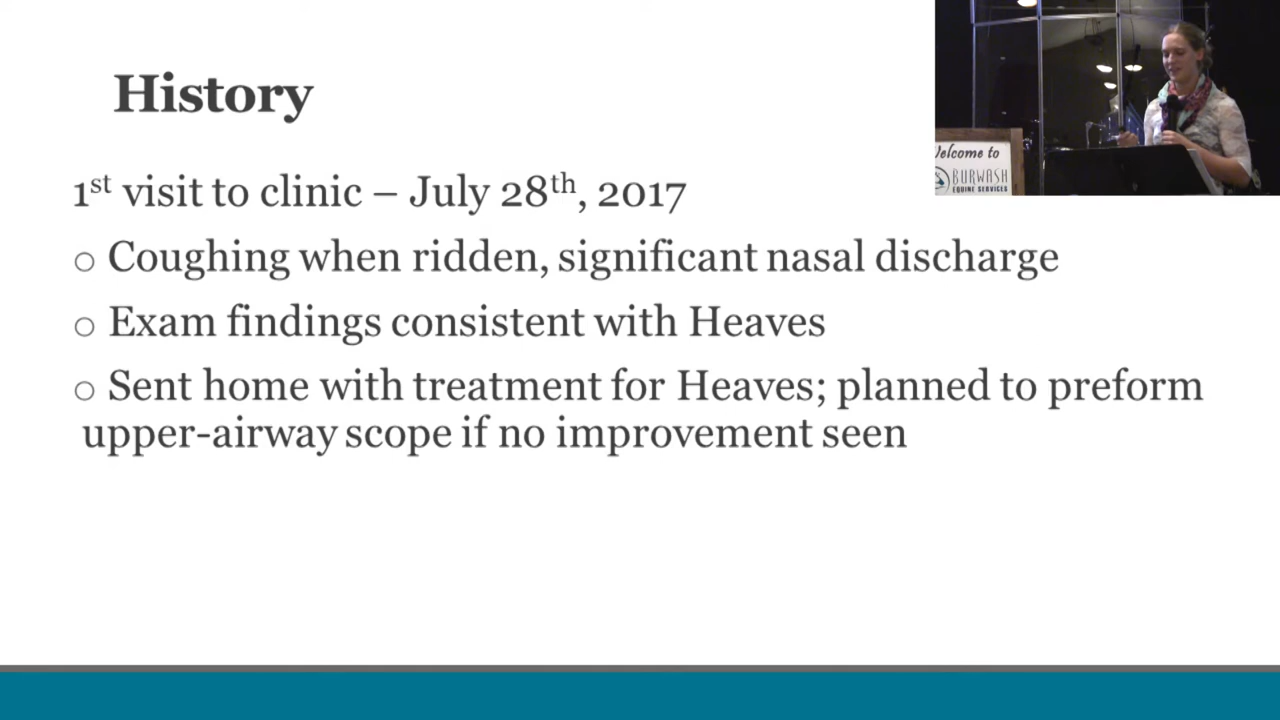 History
1st visit to clinic – July 28th, 2017
○ Coughing when ridden, significant nasal discharge
○ Exam findings consistent with Heaves
○ Sent home with treatment for Heaves; planned to preform
upper-airway scope if no improvement seen
Welcome to
BURWASH
EQUINE SERVICES